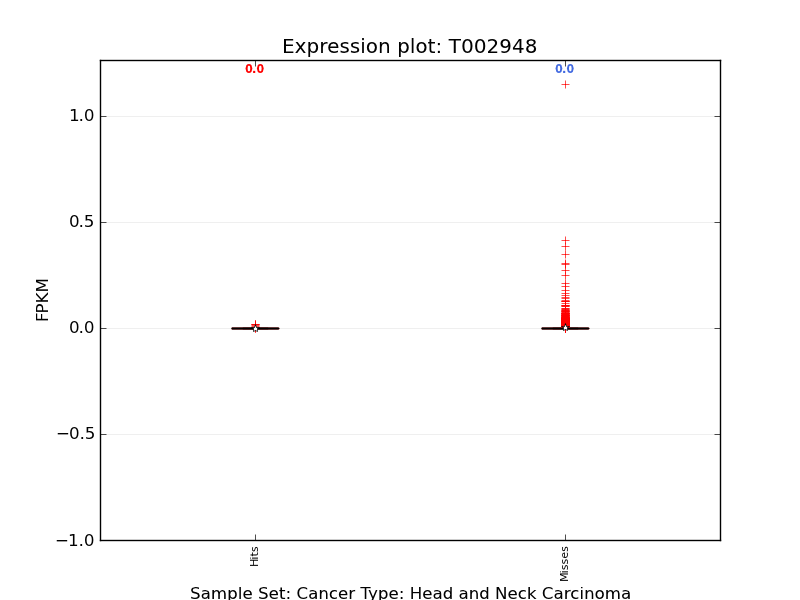 Expression plot: T002948
0.0 0.0
1.0
0.5
0.0
−0.5
−1.0
FPKM
Hits
Misses
Sample Set: Cancer Type: Head and Neck Carcinoma